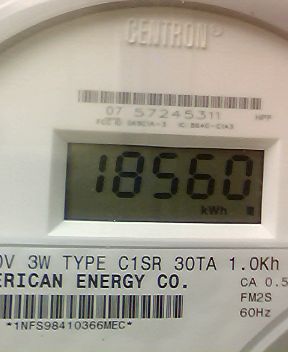 CENTRON®
07 57245311 HPF
18560
kWh
0V 3W TYPE C1SR 30TA 1.0Kh
ERICAN ENERGY CO. CA 0.5
FM2S
60Hz
*1NFS98410366MEC*